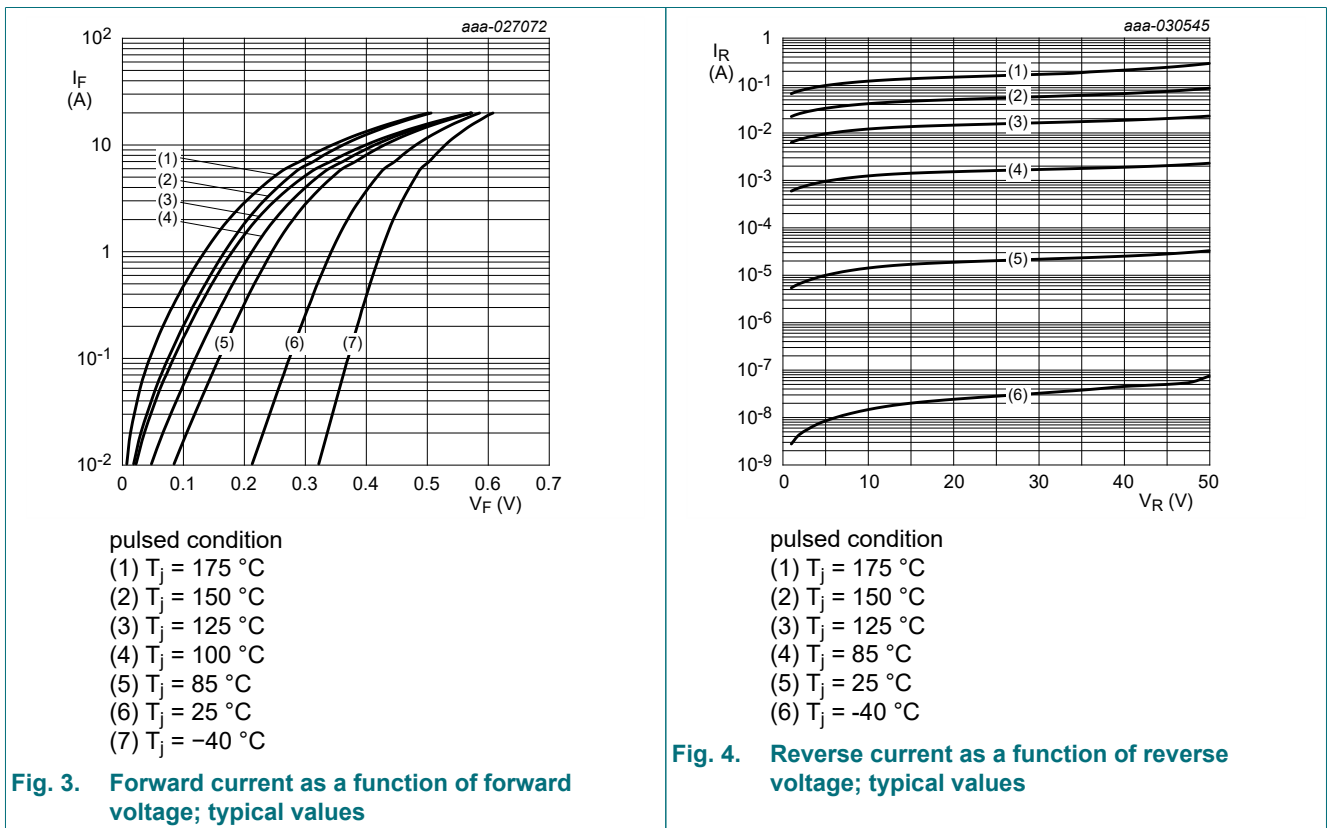 aaa-027072
10²
I_F
(A)
10
1
10⁻¹
10⁻²
(1)
(2)
(3)
(4)
(5)
(6)
(7)
0 0.1 0.2 0.3 0.4 0.5 0.6 0.7
V_F (V)
pulsed condition
(1) T_j = 175 °C
(2) T_j = 150 °C
(3) T_j = 125 °C
(4) T_j = 100 °C
(5) T_j = 85 °C
(6) T_j = 25 °C
(7) T_j = −40 °C
Fig. 3. Forward current as a function of forward
voltage; typical values
aaa-030545
1
I_R
(A)
10⁻¹
10⁻²
10⁻³
10⁻⁴
10⁻⁵
10⁻⁶
10⁻⁷
10⁻⁸
10⁻⁹
(1)
(2)
(3)
(4)
(5)
(6)
0 10 20 30 40 50
V_R (V)
pulsed condition
(1) T_j = 175 °C
(2) T_j = 150 °C
(3) T_j = 125 °C
(4) T_j = 85 °C
(5) T_j = 25 °C
(6) T_j = -40 °C
Fig. 4. Reverse current as a function of reverse
voltage; typical values